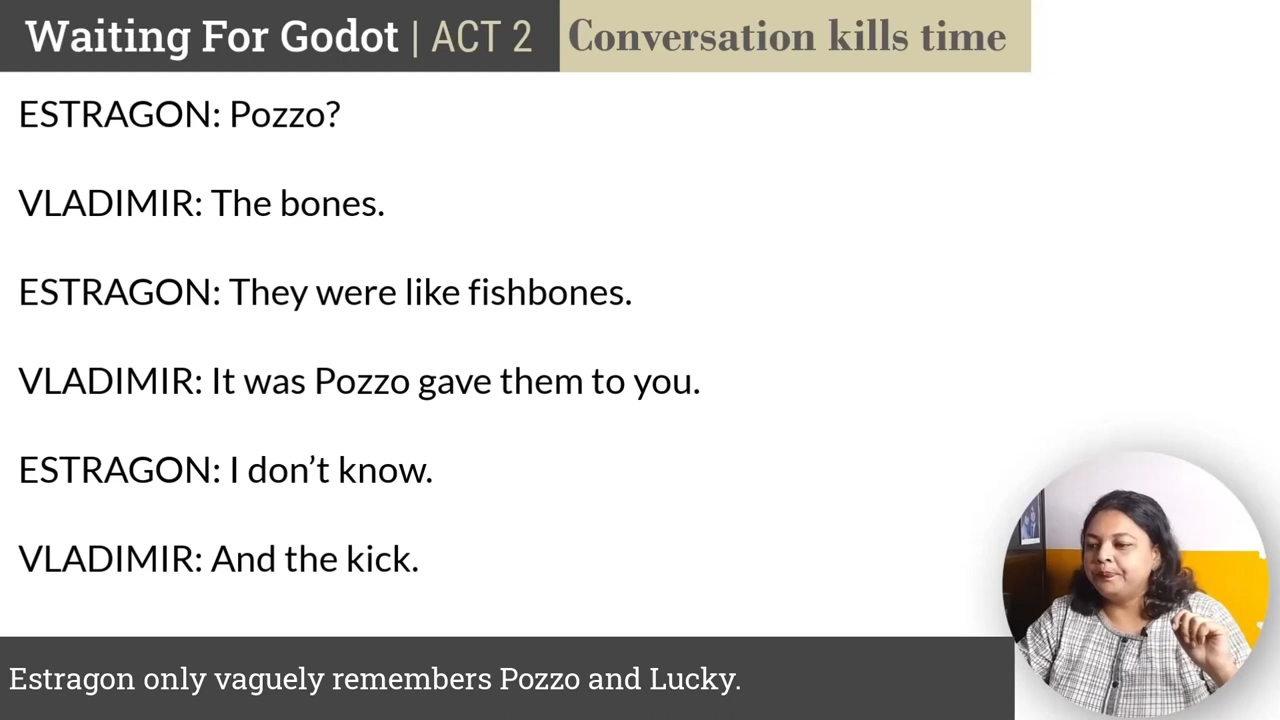 Waiting For Godot | ACT 2 Conversation kills time
ESTRAGON: Pozzo?
VLADIMIR: The bones.
ESTRAGON: They were like fishbones.
VLADIMIR: It was Pozzo gave them to you.
ESTRAGON: I don’t know.
VLADIMIR: And the kick.
Estragon only vaguely remembers Pozzo and Lucky.